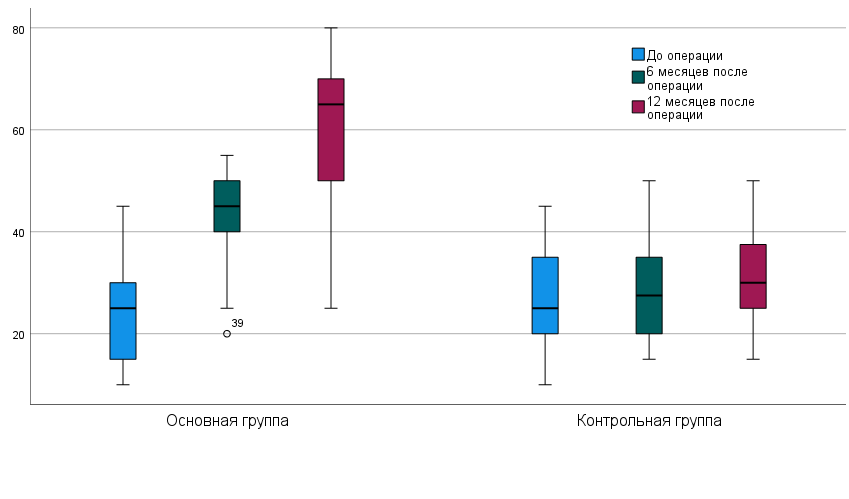 80
До операции
6 месяцев после
операции
12 месяцев после
операции
60
40
39
20
Основная группа
Контрольная группа